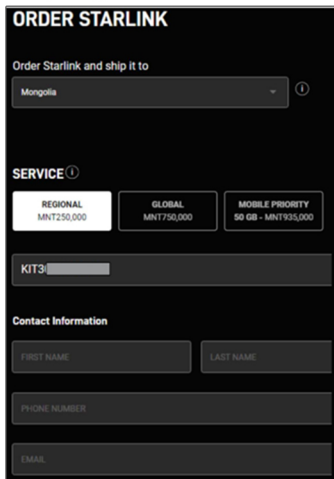 ORDER STARLINK
Order Starlink and ship it to
Mongolia
SERVICE
REGIONAL
MNT250,000
GLOBAL
MNT750,000
MOBILE PRIORITY
50 GB - MNT935,000
KIT3
Contact Information
FIRST NAME
LAST NAME
PHONE NUMBER
EMAIL